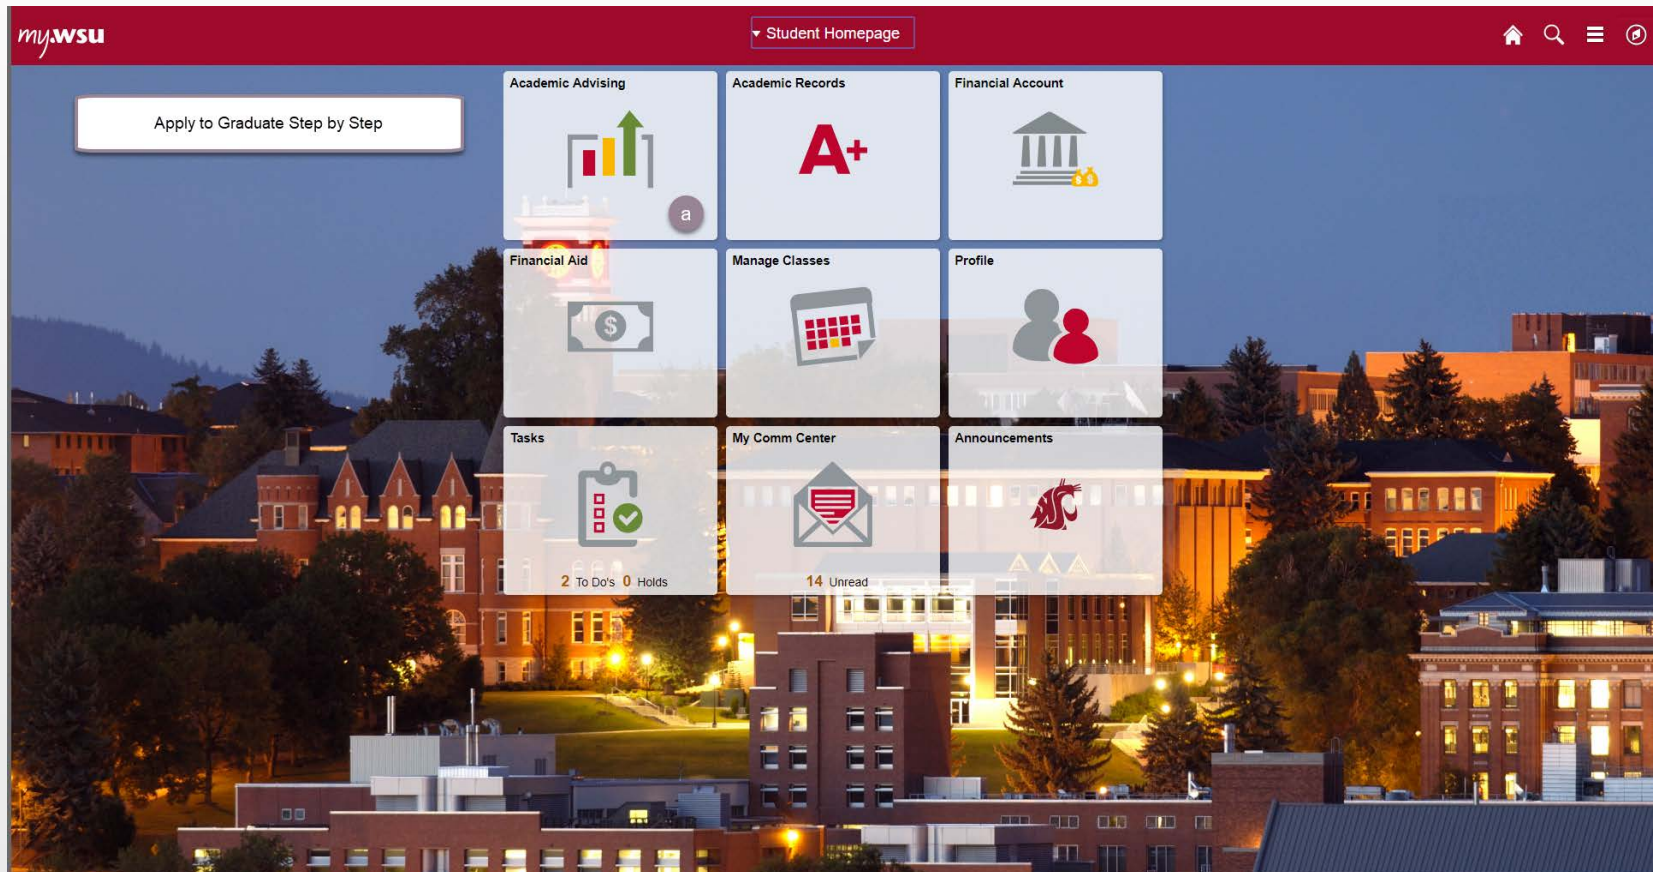 my.wsu
Student Homepage
Apply to Graduate Step by Step
Academic Advising
a
Academic Records
A+
Financial Account
$ $
Financial Aid
$
Manage Classes
Profile
Tasks
2 To Do's 0 Holds
My Comm Center
14 Unread
Announcements